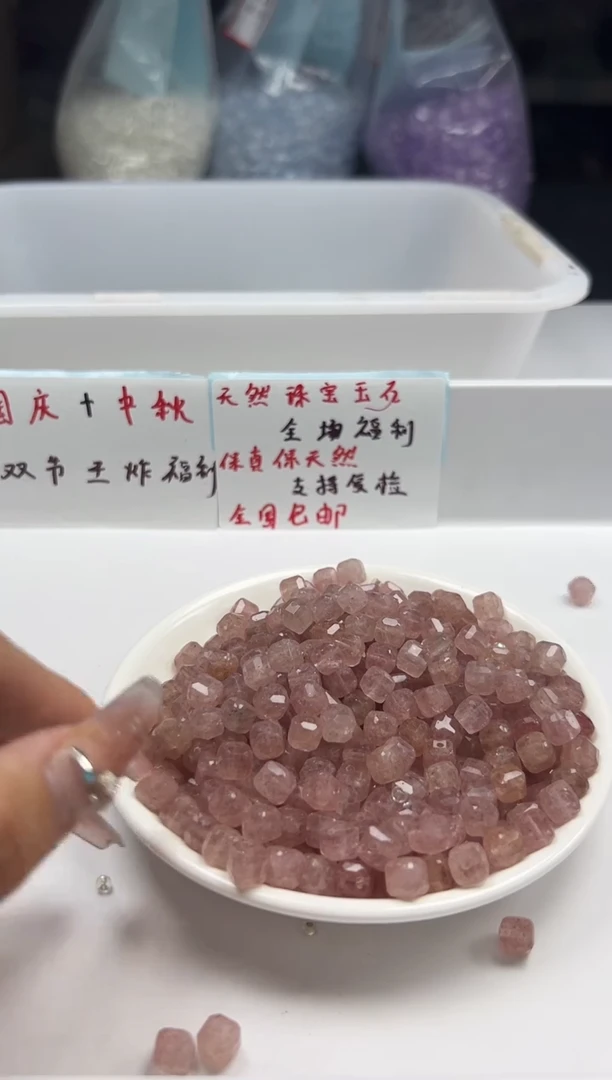 国庆+中秋
双节王炸福利
天然珠宝玉石
全场福利
保真保天然
支持复检
全国包邮